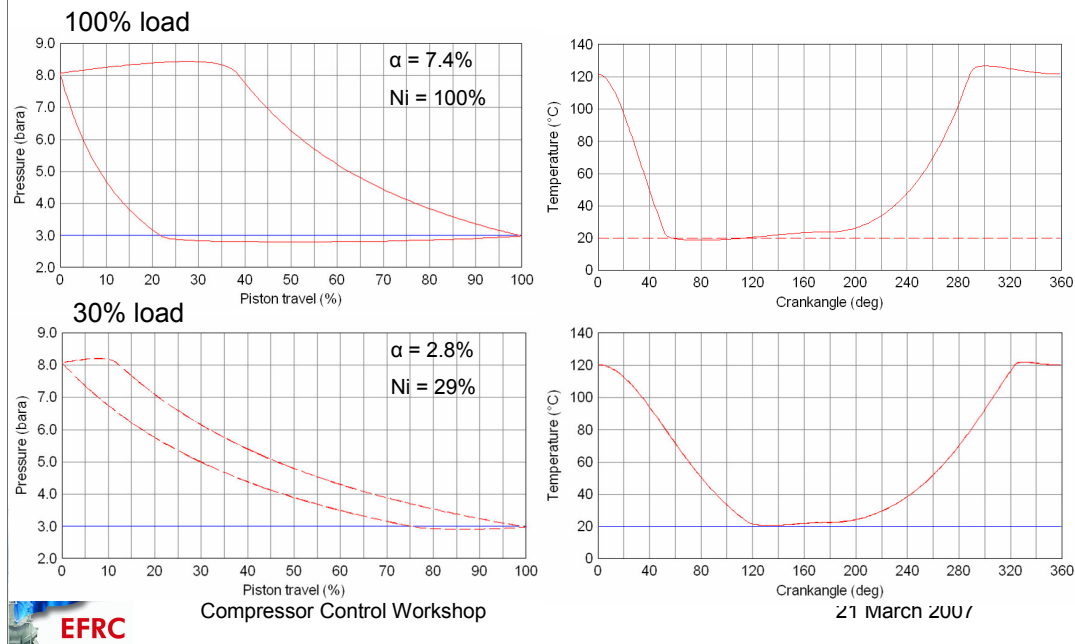 100% load
9.0
8.0
7.0
6.0
5.0
4.0
3.0
2.0
Pressure (bara)
α = 7.4%
Ni = 100%
0 10 20 30 40 50 60 70 80 90 100
Piston travel (%)
140
120
100
80
60
40
20
0
Temperature (°C)
0 40 80 120 160 200 240 280 320 360
Crankangle (deg)
30% load
9.0
8.0
7.0
6.0
5.0
4.0
3.0
2.0
Pressure (bara)
α = 2.8%
Ni = 29%
0 10 20 30 40 50 60 70 80 90 100
Piston travel (%)
140
120
100
80
60
40
20
0
Temperature (°C)
0 40 80 120 160 200 240 280 320 360
Crankangle (deg)
EFRC
Compressor Control Workshop
21 March 2007